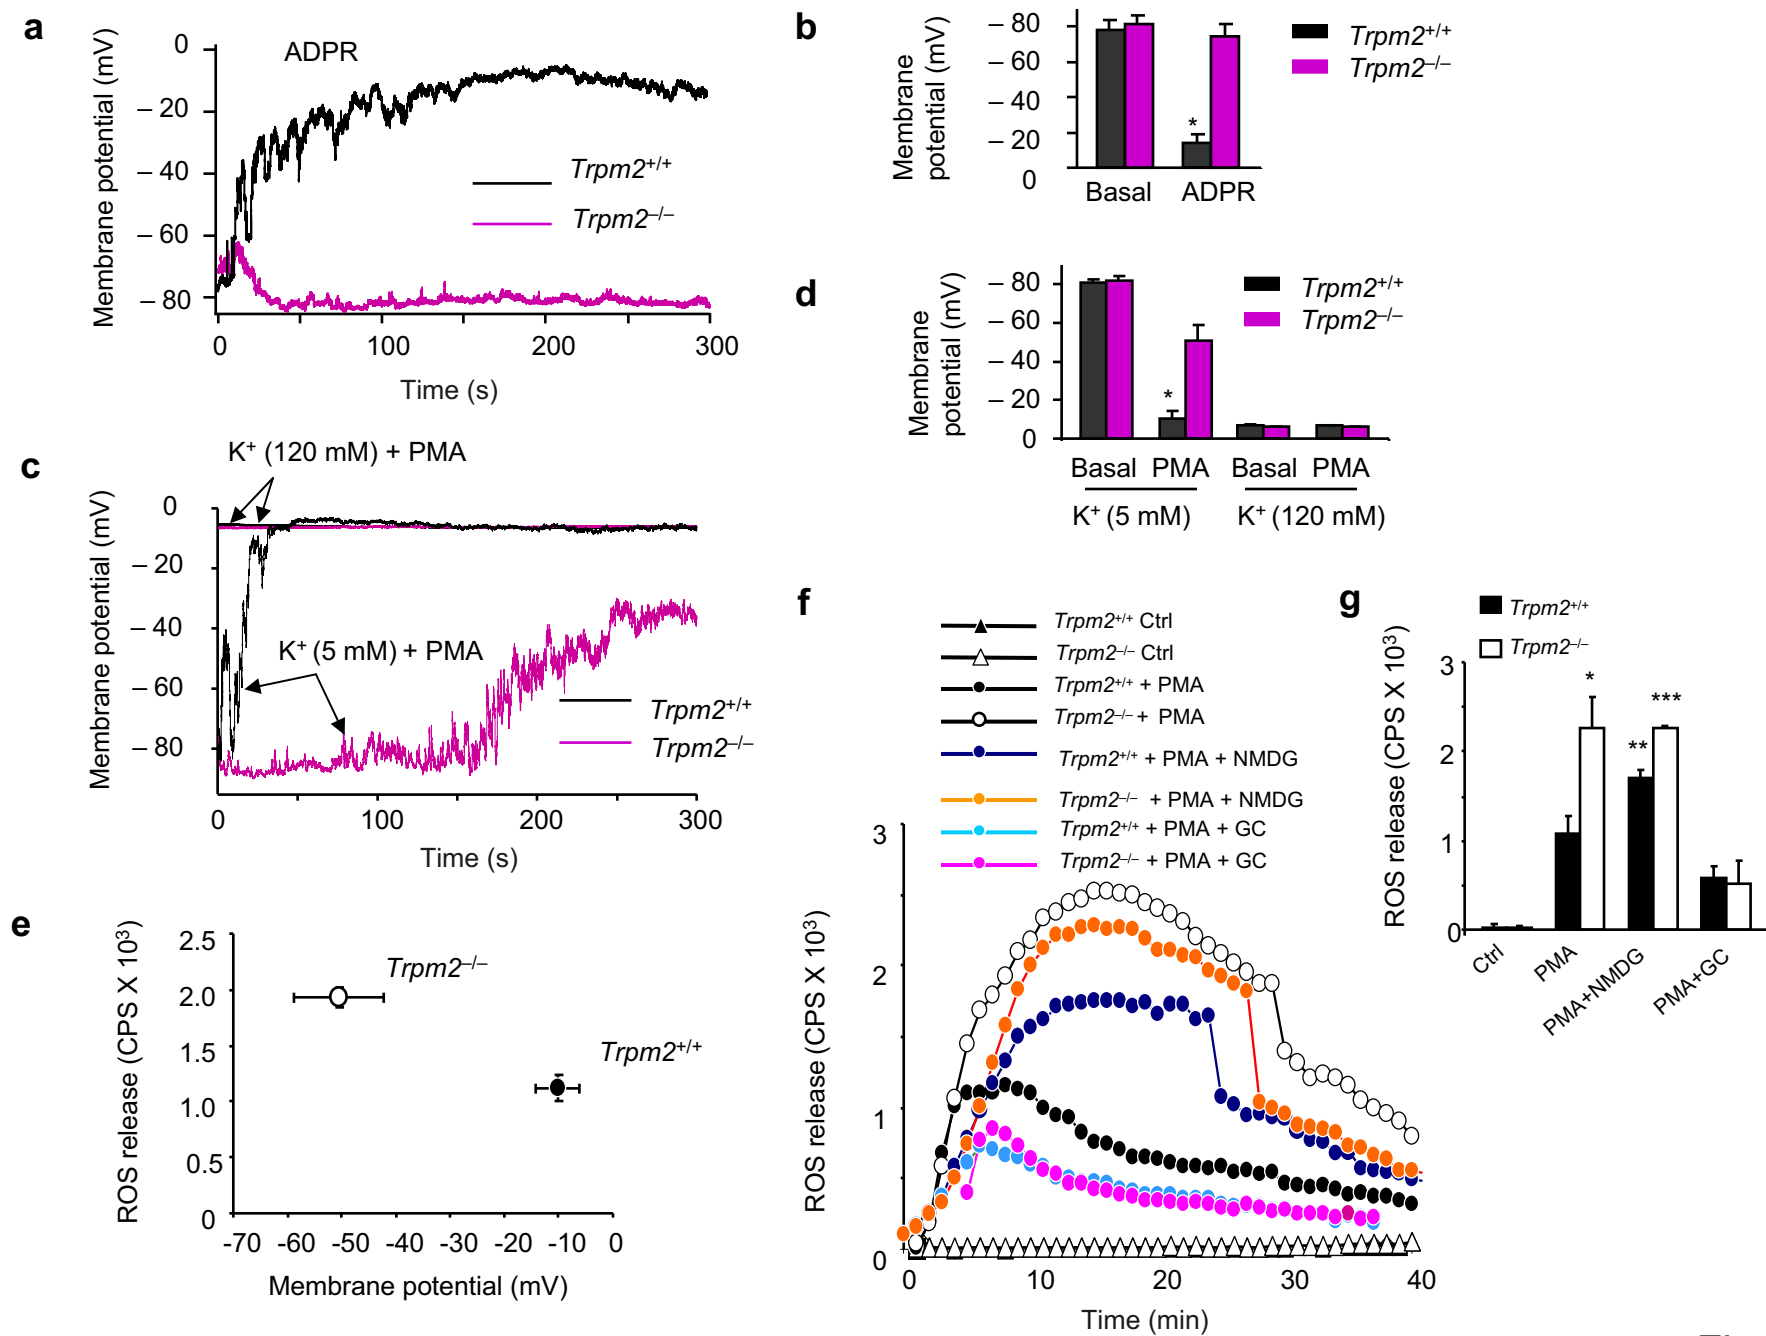 a
ADPR
Membrane potential (mV)
0
– 20
– 40
– 60
– 80
Trpm2+/+
Trpm2–/–
0 100 200 300
Time (s)
b
Membrane
potential (mV)
– 80
– 60
– 40
– 20
0
*
Basal ADPR
Trpm2+/+
Trpm2–/–
c
K+ (120 mM) + PMA
Membrane potential (mV)
0
– 20
– 40
– 60
– 80
K+ (5 mM) + PMA
Trpm2+/+
Trpm2–/–
0 100 200 300
Time (s)
d
Membrane
potential (mV)
– 80
– 60
– 40
– 20
0
*
Trpm2+/+
Trpm2–/–
Basal PMA Basal PMA
K+ (5 mM) K+ (120 mM)
e
ROS release (CPS X 10³)
2.5
2.0
1.5
1.0
0.5
0
Trpm2–/–
Trpm2+/+
-70 -60 -50 -40 -30 -20 -10 0
Membrane potential (mV)
f
Trpm2+/+ Ctrl
Trpm2–/– Ctrl
Trpm2+/+ + PMA
Trpm2–/– + PMA
Trpm2+/+ + PMA + NMDG
Trpm2–/– + PMA + NMDG
Trpm2+/+ + PMA + GC
Trpm2–/– + PMA + GC
ROS release (CPS X 10³)
3
2
1
0
0 10 20 30 40
Time (min)
g
Trpm2+/+
Trpm2–/–
ROS release (CPS X 10³)
3
2
1
0
*
**
***
Ctrl
PMA
PMA+NMDG
PMA+GC